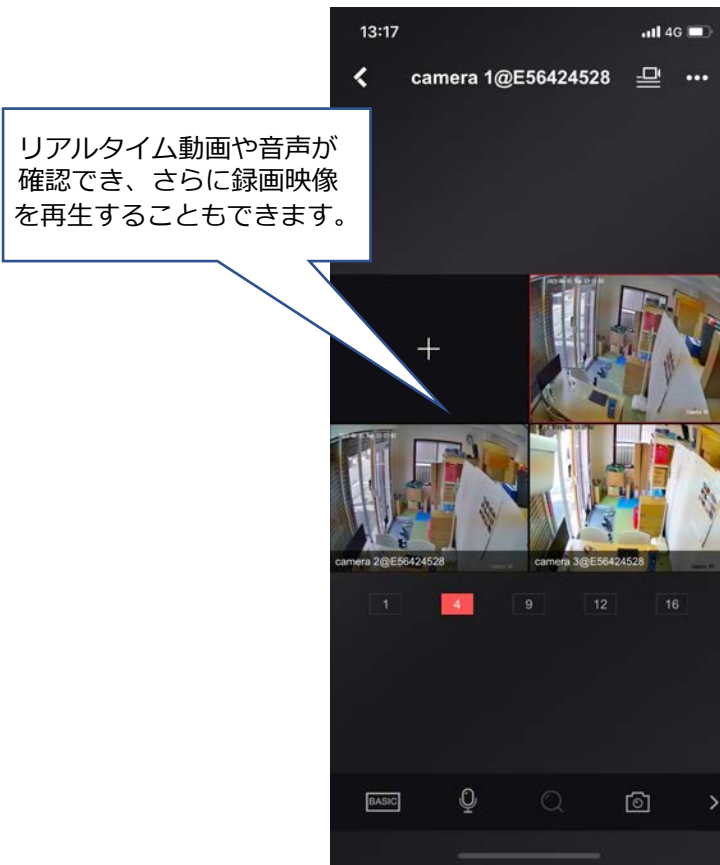 13:17
4G
camera 1@E56424528
リアルタイム動画や音声が
確認でき、さらに録画映像
を再生することもできます。
camera 2@E56424528
camera 3@E56424528
1
4
9
12
16
BASIC